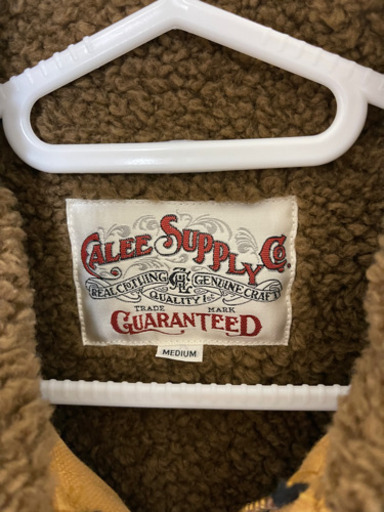 CALEE SUPPLY Co.
REAL CLOTHING GENUINE CRAFT
QUALITY
TRADE MARK
GUARANTEED
MEDIUM